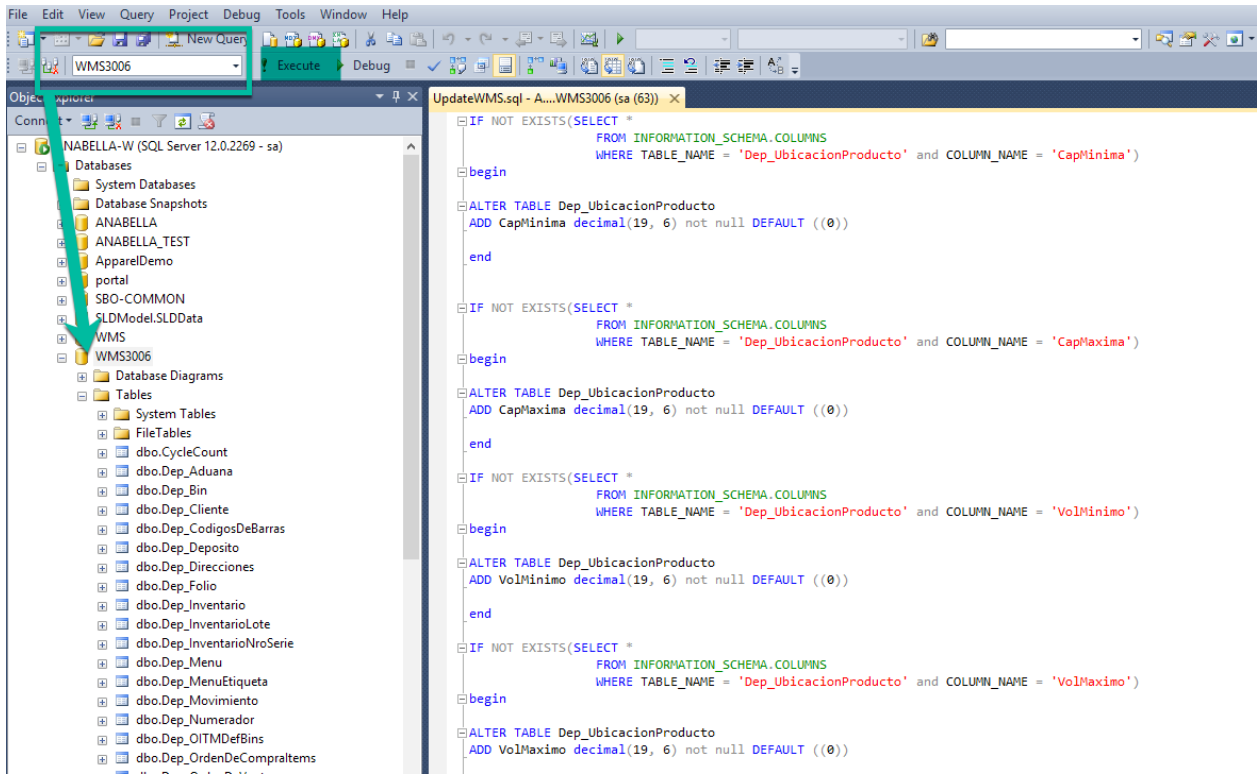 File Edit View Query Project Debug Tools Window Help
New Query
WMS3006
Execute Debug
Object Explorer
UpdateWMS.sql - A....WMS3006 (sa (63))
ANABELLA-W (SQL Server 12.0.2269 - sa)
Databases
System Databases
Database Snapshots
ANABELLA
ANABELLA_TEST
ApparelDemo
portal
SBO-COMMON
SLDModel.SLDData
WMS
WMS3006
Database Diagrams
Tables
System Tables
FileTables
dbo.CycleCount
dbo.Dep_Aduana
dbo.Dep_Bin
dbo.Dep_Cliente
dbo.Dep_CodigosDeBarras
dbo.Dep_Deposito
dbo.Dep_Direcciones
dbo.Dep_Folio
dbo.Dep_Inventario
dbo.Dep_InventarioLote
dbo.Dep_InventarioNroSerie
dbo.Dep_Menu
dbo.Dep_MenuEtiqueta
dbo.Dep_Movimiento
dbo.Dep_Numerador
dbo.Dep_OITMDefBins
dbo.Dep_OrdenDeCompraItems
IF NOT EXISTS(SELECT *
FROM INFORMATION_SCHEMA.COLUMNS
WHERE TABLE_NAME = 'Dep_UbicacionProducto' and COLUMN_NAME = 'CapMinima')
begin
ALTER TABLE Dep_UbicacionProducto
ADD CapMinima decimal(19, 6) not null DEFAULT ((0))
end
IF NOT EXISTS(SELECT *
FROM INFORMATION_SCHEMA.COLUMNS
WHERE TABLE_NAME = 'Dep_UbicacionProducto' and COLUMN_NAME = 'CapMaxima')
begin
ALTER TABLE Dep_UbicacionProducto
ADD CapMaxima decimal(19, 6) not null DEFAULT ((0))
end
IF NOT EXISTS(SELECT *
FROM INFORMATION_SCHEMA.COLUMNS
WHERE TABLE_NAME = 'Dep_UbicacionProducto' and COLUMN_NAME = 'VolMinimo')
begin
ALTER TABLE Dep_UbicacionProducto
ADD VolMinimo decimal(19, 6) not null DEFAULT ((0))
end
IF NOT EXISTS(SELECT *
FROM INFORMATION_SCHEMA.COLUMNS
WHERE TABLE_NAME = 'Dep_UbicacionProducto' and COLUMN_NAME = 'VolMaximo')
begin
ALTER TABLE Dep_UbicacionProducto
ADD VolMaximo decimal(19, 6) not null DEFAULT ((0))